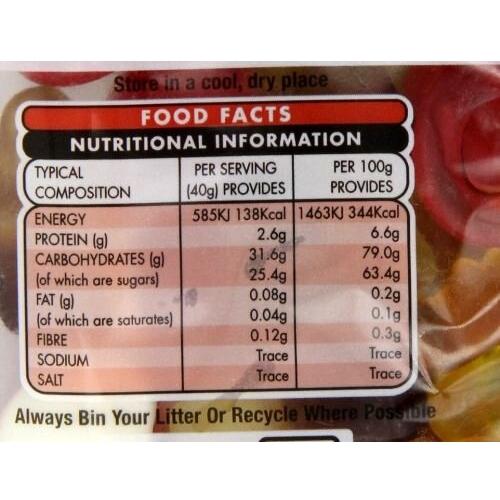 Store in a cool, dry place
FOOD FACTS
NUTRITIONAL INFORMATION
TYPICAL COMPOSITION PER SERVING (40g) PROVIDES PER 100g PROVIDES
ENERGY 585KJ 138Kcal 1463KJ 344Kcal
PROTEIN (g) 2.6g 6.6g
CARBOHYDRATES (g) 31.6g 79.0g
(of which are sugars) 25.4g 63.4g
FAT (g) 0.08g 0.2g
(of which are saturates) 0.04g 0.1g
FIBRE 0.12g 0.3g
SODIUM Trace Trace
SALT Trace Trace
Always Bin Your Litter Or Recycle Where Possible